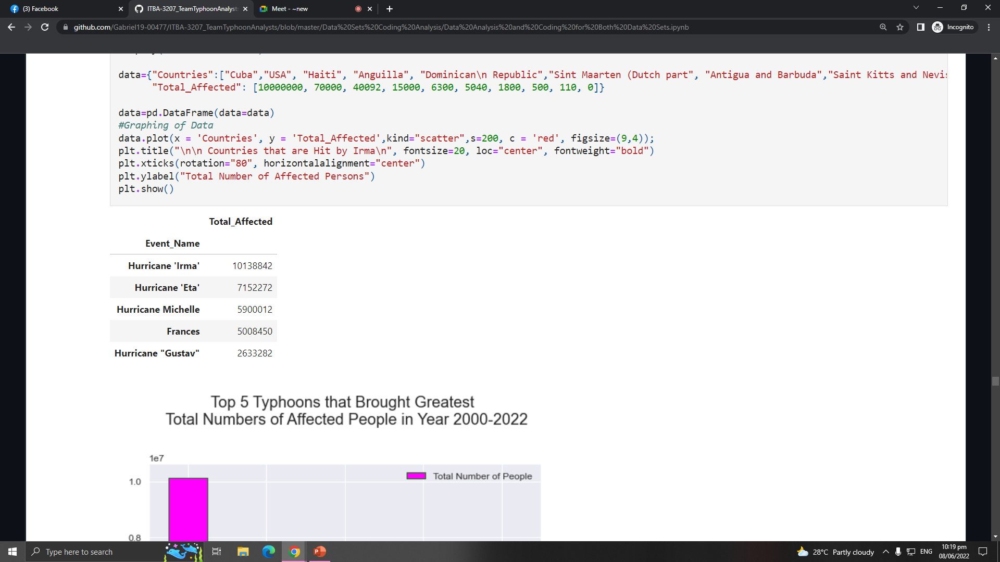 (3) Facebook
ITBA-3207_TeamTyphoonAnalyst
Meet - ~new
github.com/Gabriel19-00477/ITBA-3207_TeamTyphoonAnalysts/blob/master/Data%20Sets%20Coding%20Analysis/Data%20Analysis%20and%20Coding%20for%20Both%20Data%20Sets.ipynb
Incognito
data={"Countries":["Cuba","USA", "Haiti", "Anguilla", "Dominican\n Republic","Sint Maarten (Dutch part", "Antigua and Barbuda","Saint Kitts and Nevis
"Total_Affected": [10000000, 70000, 40092, 15000, 6300, 5040, 1800, 500, 110, 0]}
data=pd.DataFrame(data=data)
#Graphing of Data
data.plot(x = 'Countries', y = 'Total_Affected',kind="scatter",s=200, c = 'red', figsize=(9,4));
plt.title("\n\n Countries that are Hit by Irma\n", fontsize=20, loc="center", fontweight="bold")
plt.xticks(rotation="80", horizontalalignment="center")
plt.ylabel("Total Number of Affected Persons")
plt.show()
Total_Affected
Event_Name
Hurricane 'Irma' 10138842
Hurricane 'Eta' 7152272
Hurricane Michelle 5900012
Frances 5008450
Hurricane "Gustav" 2633282
Top 5 Typhoons that Brought Greatest
Total Numbers of Affected People in Year 2000-2022
1e7
Total Number of People
1.0
0.8
Type here to search
28°C Partly cloudy
ENG
10:19 pm
08/06/2022